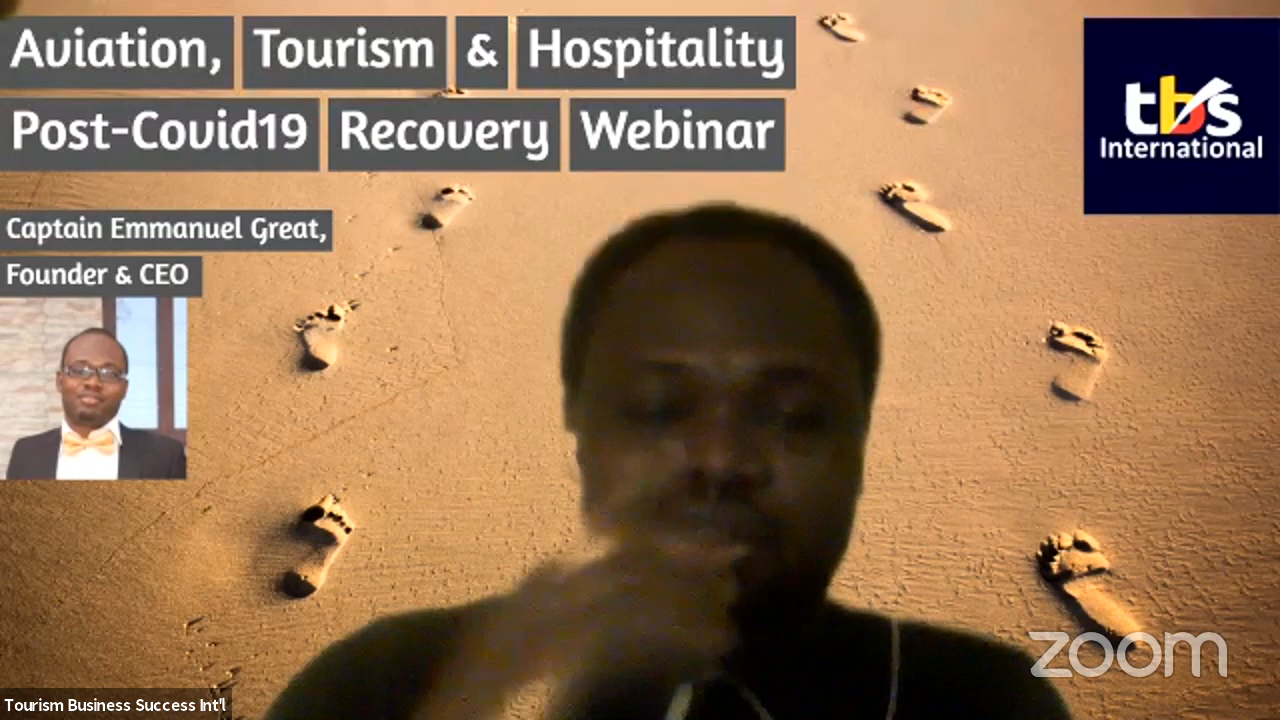 Aviation, Tourism & Hospitality
Post-Covid19 Recovery Webinar
tbs
International
Captain Emmanuel Great,
Founder & CEO
zoom
Tourism Business Success Int'l